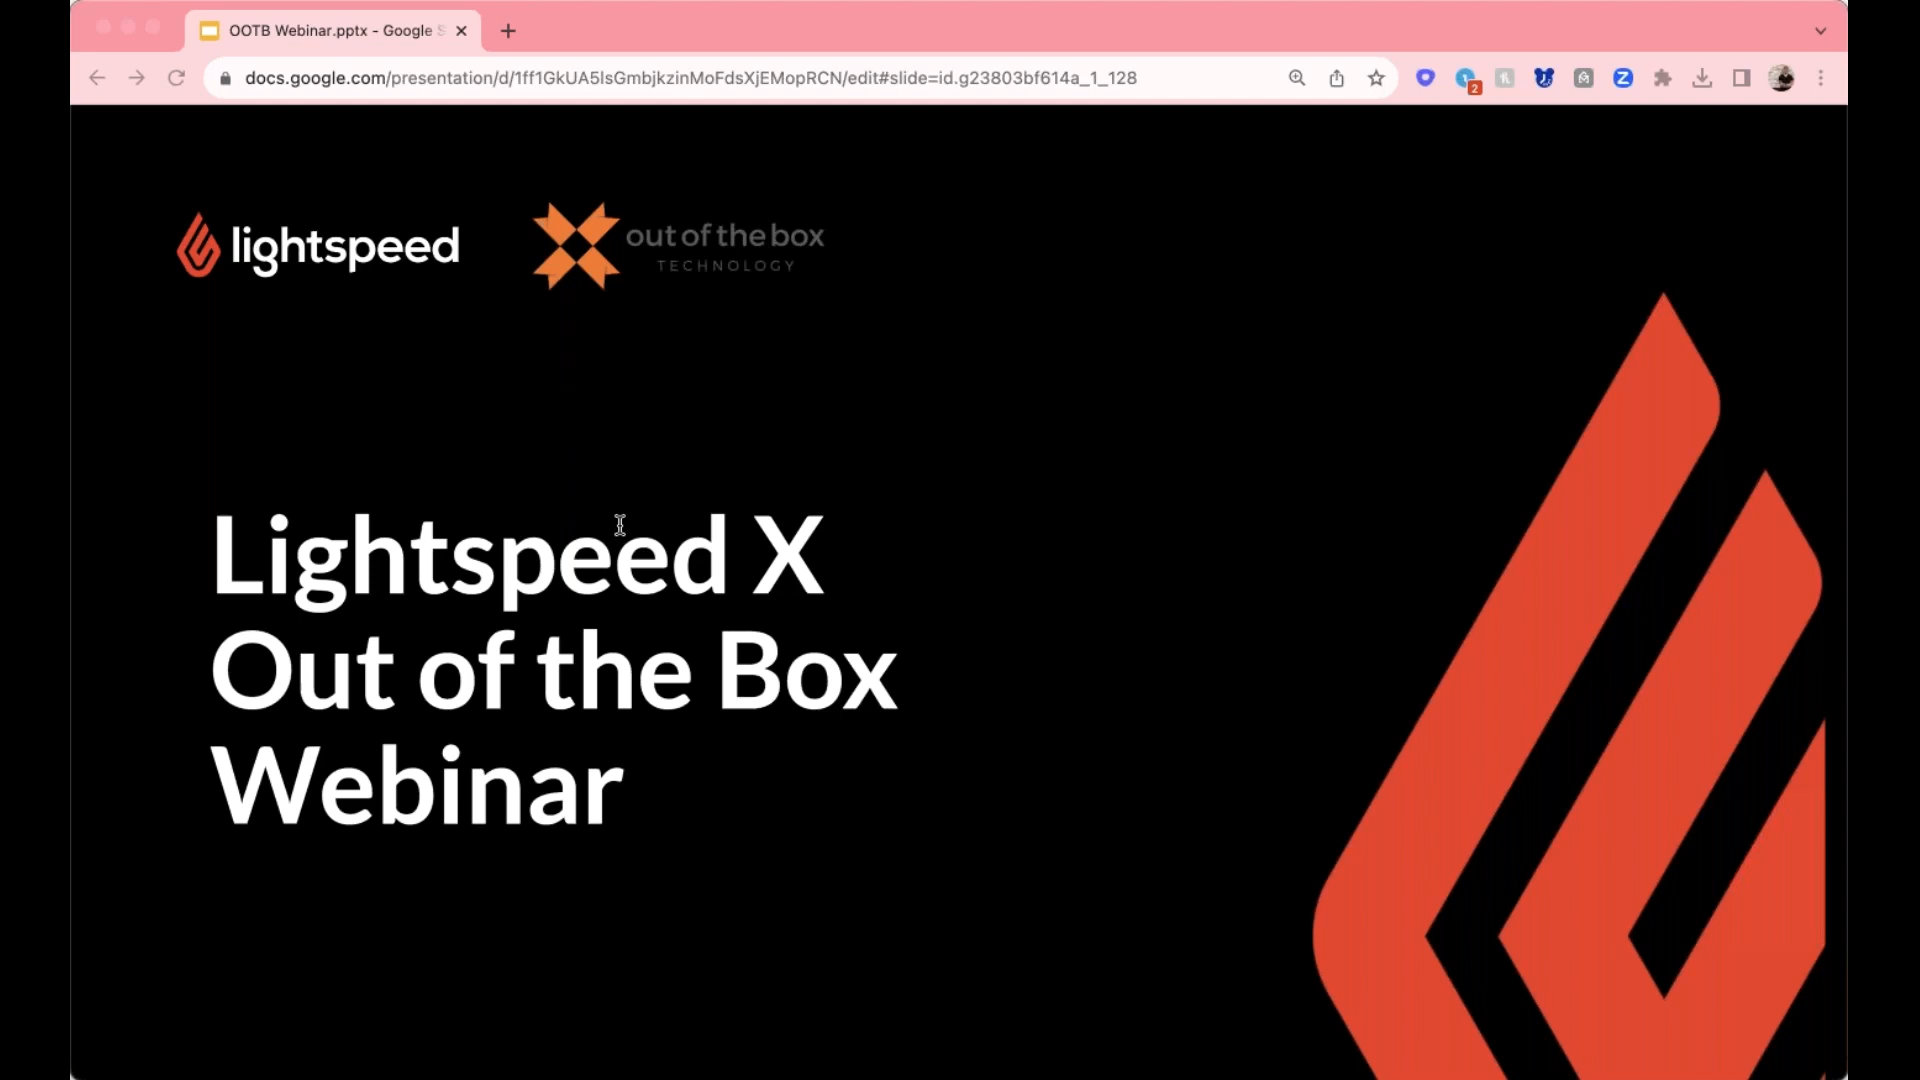 OOTB Webinar.pptx - Google S
docs.google.com/presentation/d/1ff1GkUA5IsGmbjkzinMoFdsXjEMopRCN/edit#slide=id.g23803bf614a_1_128
2
Z
lightspeed
out of the box
TECHNOLOGY
Lightspeed X
Out of the Box
Webinar